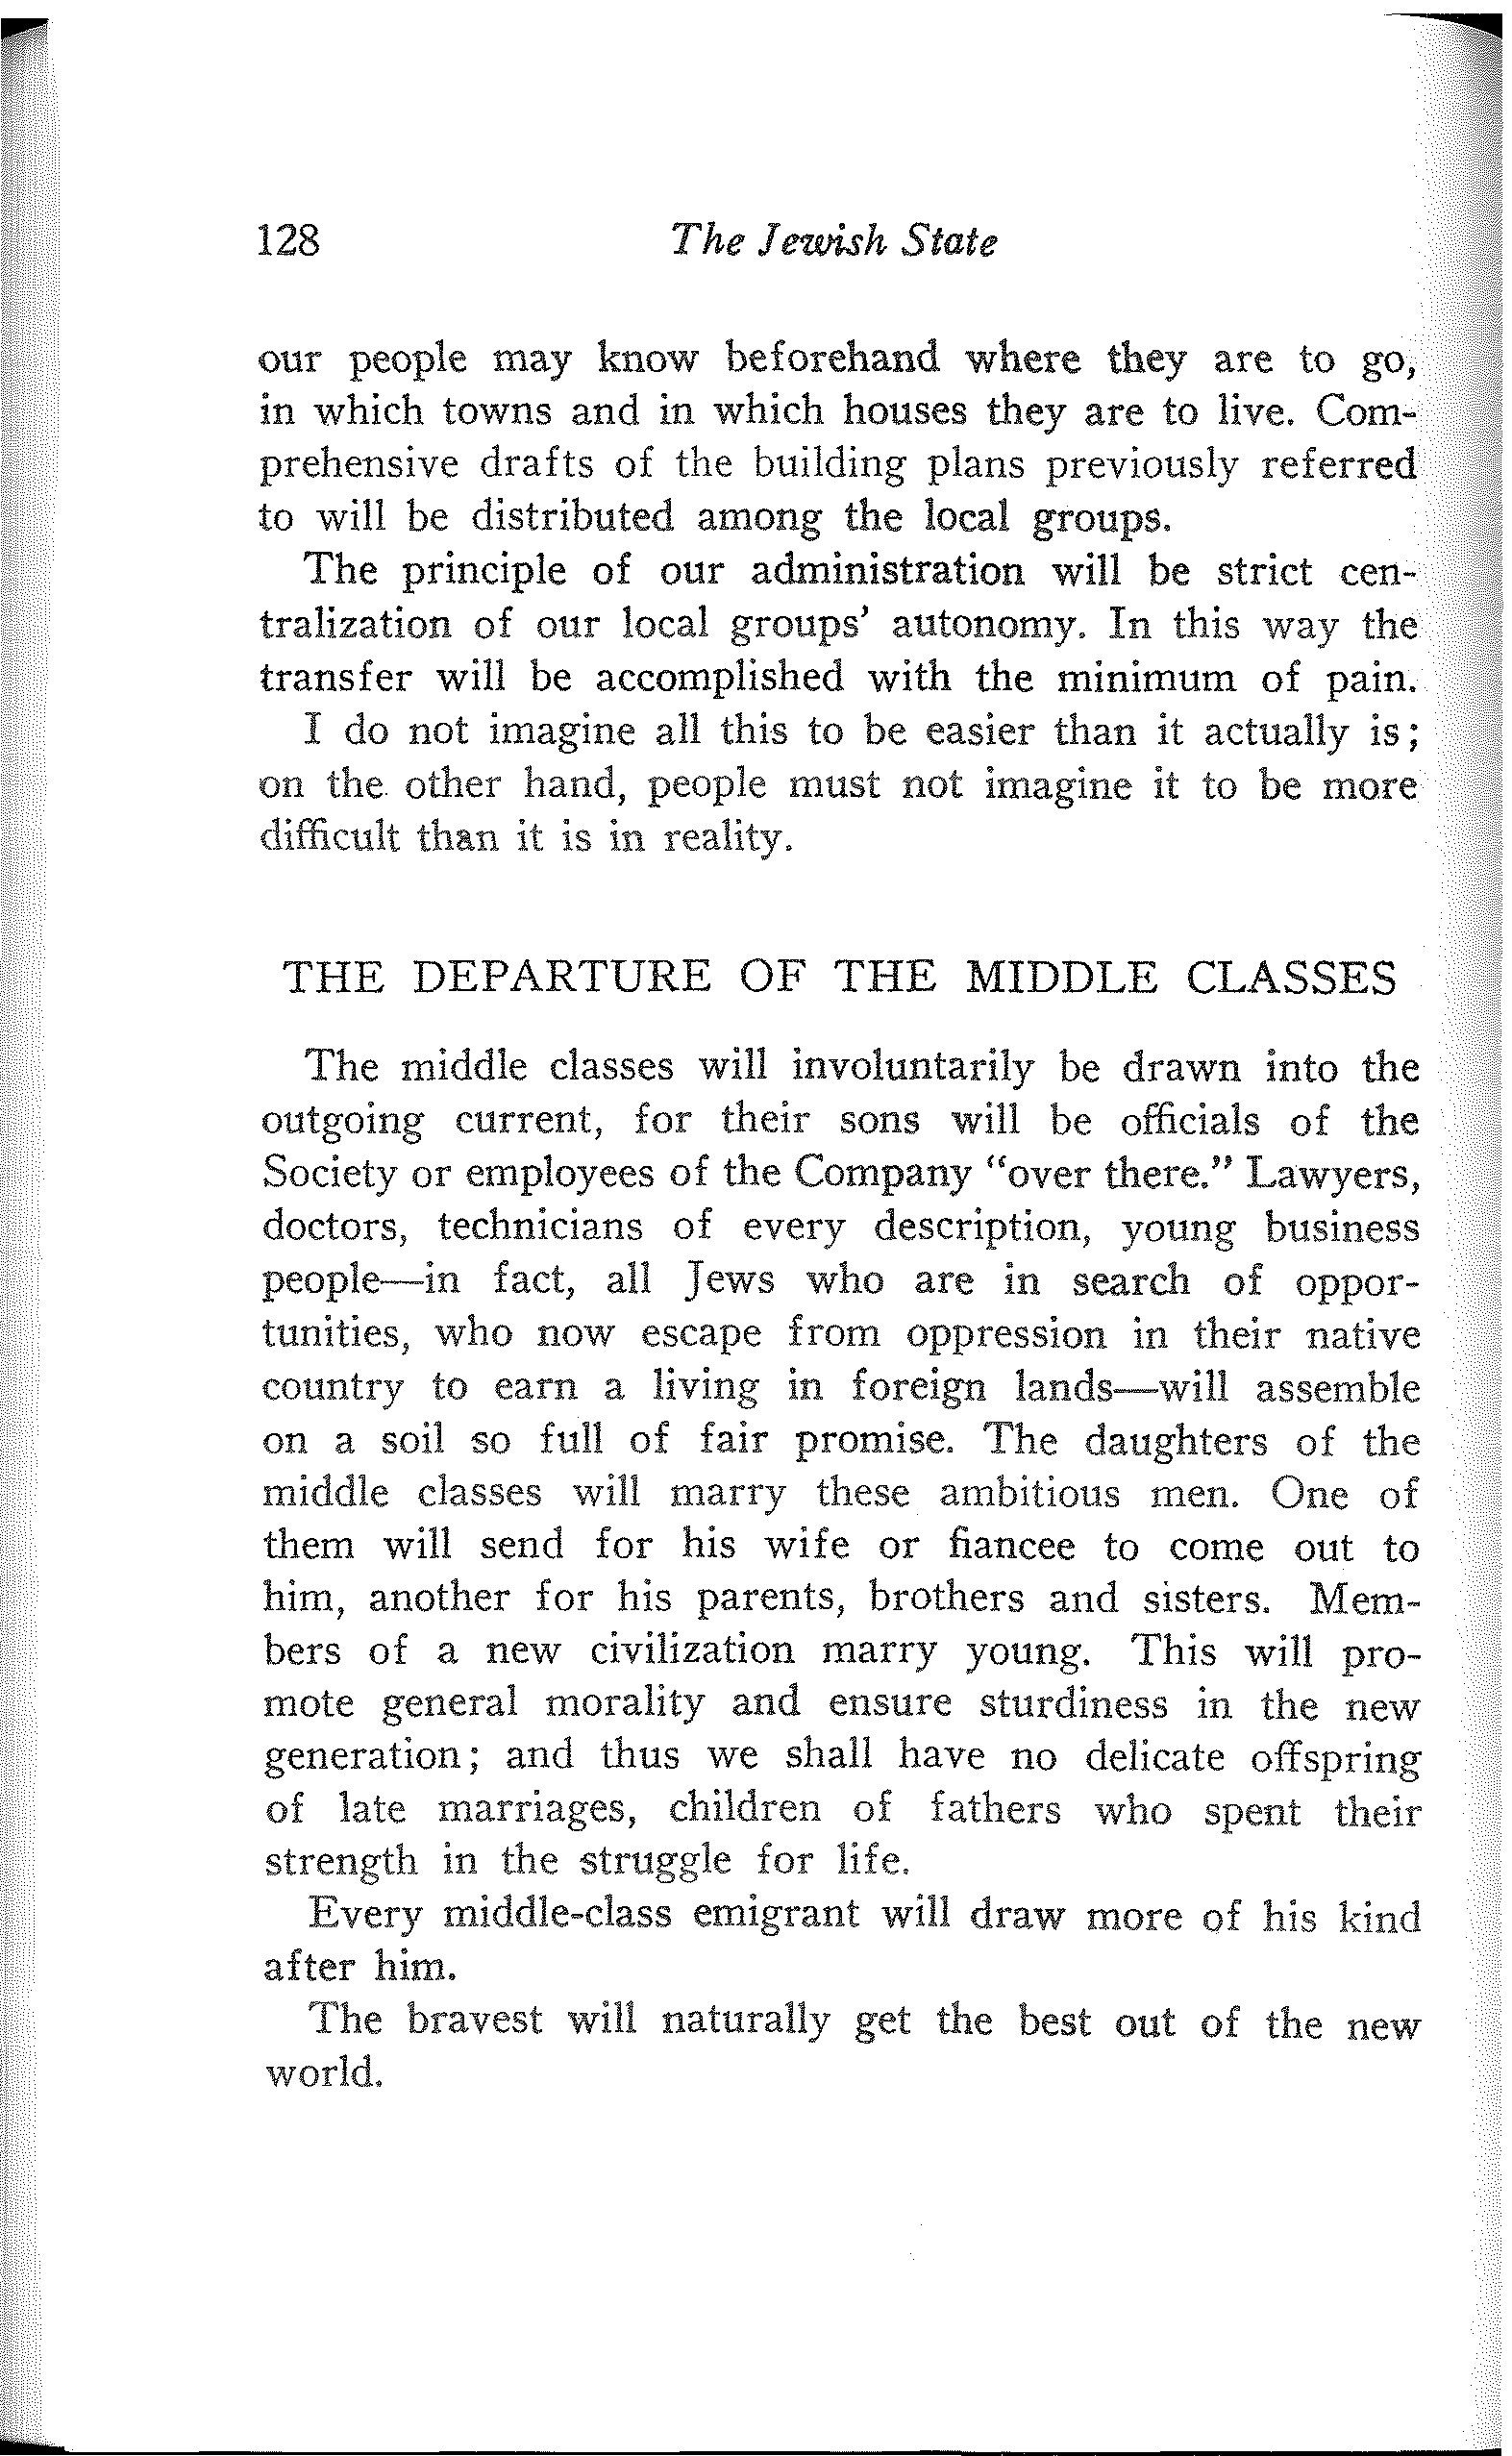 128 The Jewish State
our people may know beforehand where they are to go,
in which towns and in which houses they are to live. Com-
prehensive drafts of the building plans previously referred
to will be distributed among the local groups.
The principle of our administration will be strict cen-
tralization of our local groups' autonomy. In this way the
transfer will be accomplished with the minimum of pain.
I do not imagine all this to be easier than it actually is;
on the other hand, people must not imagine it to be more
difficult than it is in reality.
THE DEPARTURE OF THE MIDDLE CLASSES
The middle classes will involuntarily be drawn into the
outgoing current, for their sons will be officials of the
Society or employees of the Company "over there." Lawyers,
doctors, technicians of every description, young business
people—in fact, all Jews who are in search of oppor-
tunities, who now escape from oppression in their native
country to earn a living in foreign lands—will assemble
on a soil so full of fair promise. The daughters of the
middle classes will marry these ambitious men. One of
them will send for his wife or fiancee to come out to
him, another for his parents, brothers and sisters. Mem-
bers of a new civilization marry young. This will pro-
mote general morality and ensure sturdiness in the new
generation; and thus we shall have no delicate offspring
of late marriages, children of fathers who spent their
strength in the struggle for life.
Every middle-class emigrant will draw more of his kind
after him.
The bravest will naturally get the best out of the new
world.